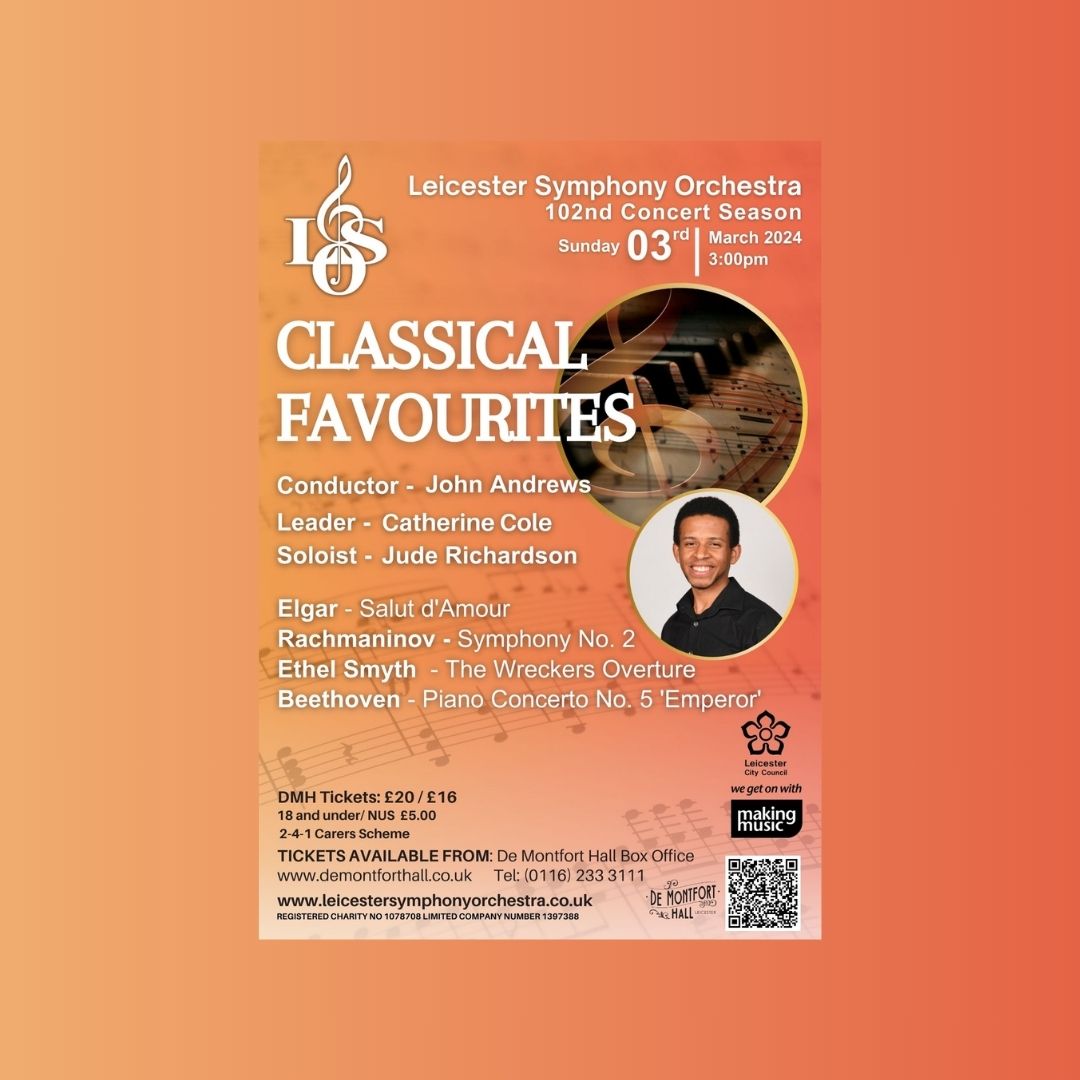 LSO
Leicester Symphony Orchestra
102nd Concert Season
Sunday 03rd March 2024
3:00pm
CLASSICAL
FAVOURITES
Conductor - John Andrews
Leader - Catherine Cole
Soloist - Jude Richardson
Elgar - Salut d'Amour
Rachmaninov - Symphony No. 2
Ethel Smyth - The Wreckers Overture
Beethoven - Piano Concerto No. 5 'Emperor'
Leicester
City Council
we get on with
making
music
DMH Tickets: £20 / £16
18 and under/ NUS £5.00
2-4-1 Carers Scheme
TICKETS AVAILABLE FROM: De Montfort Hall Box Office
www.demontforthall.co.uk Tel: (0116) 233 3111
www.leicestersymphonyorchestra.co.uk
REGISTERED CHARITY NO 1078708 LIMITED COMPANY NUMBER 1397388
DE MONTFORT
HALL LEICESTER